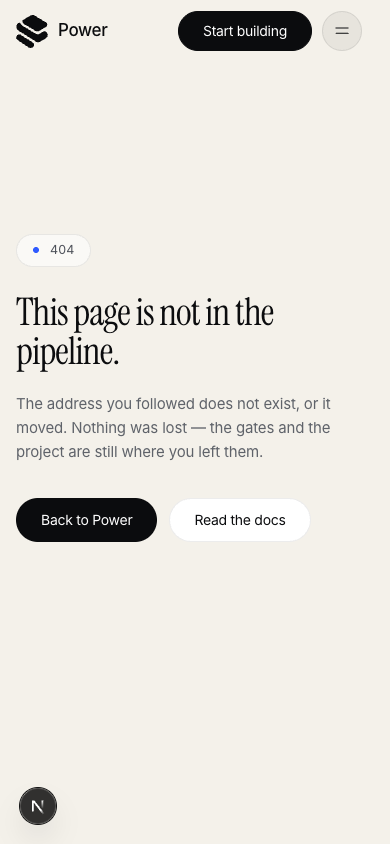 Power
Start building
404
This page is not in the
pipeline.
The address you followed does not exist, or it
moved. Nothing was lost — the gates and the
project are still where you left them.
Back to Power
Read the docs
N